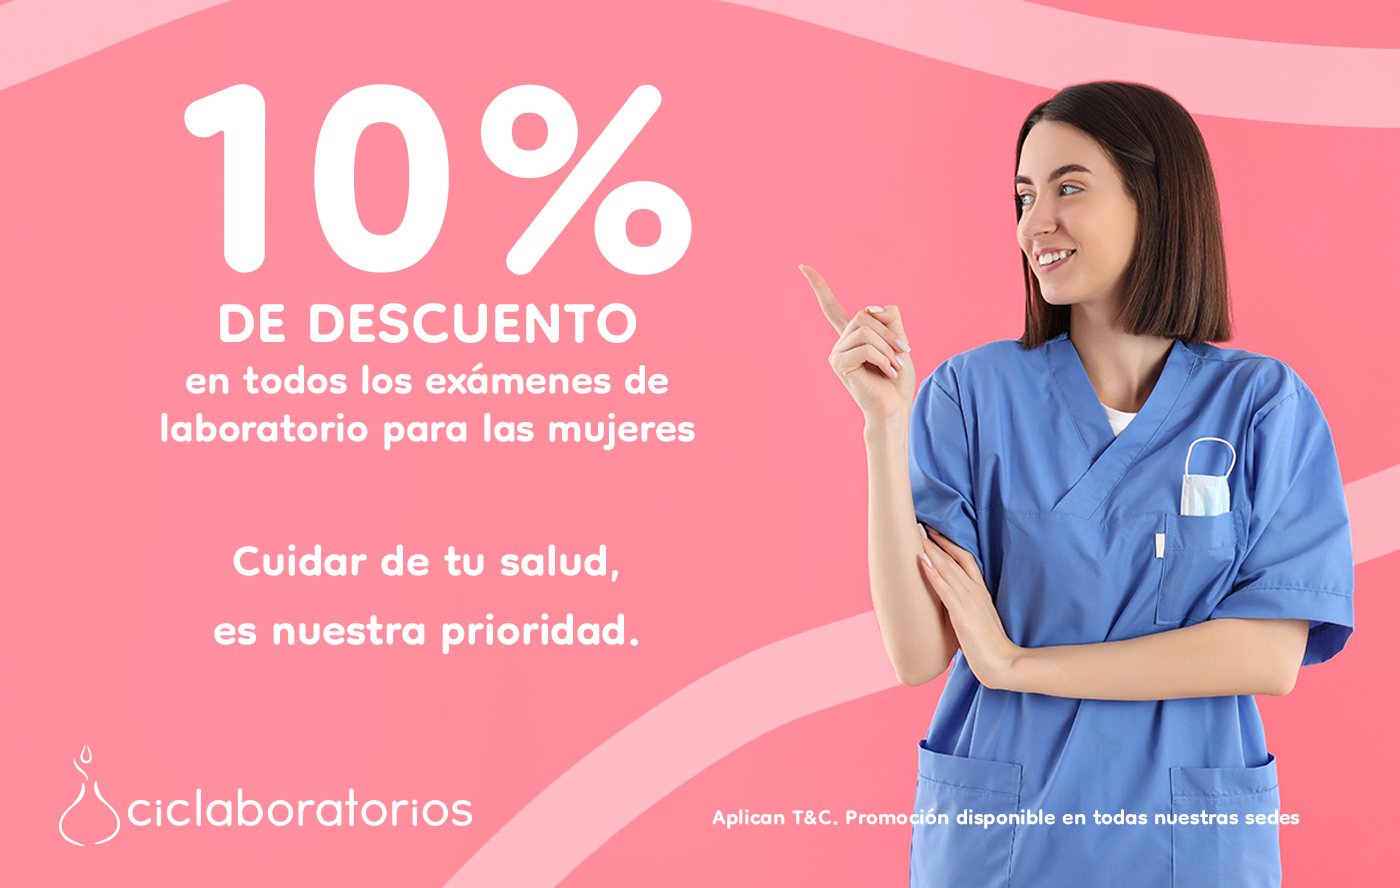 10%
DE DESCUENTO
en todos los exámenes de
laboratorio para las mujeres
Cuidar de tu salud,
es nuestra prioridad.
ciclaboratorios
Aplican T&C. Promoción disponible en todas nuestras sedes